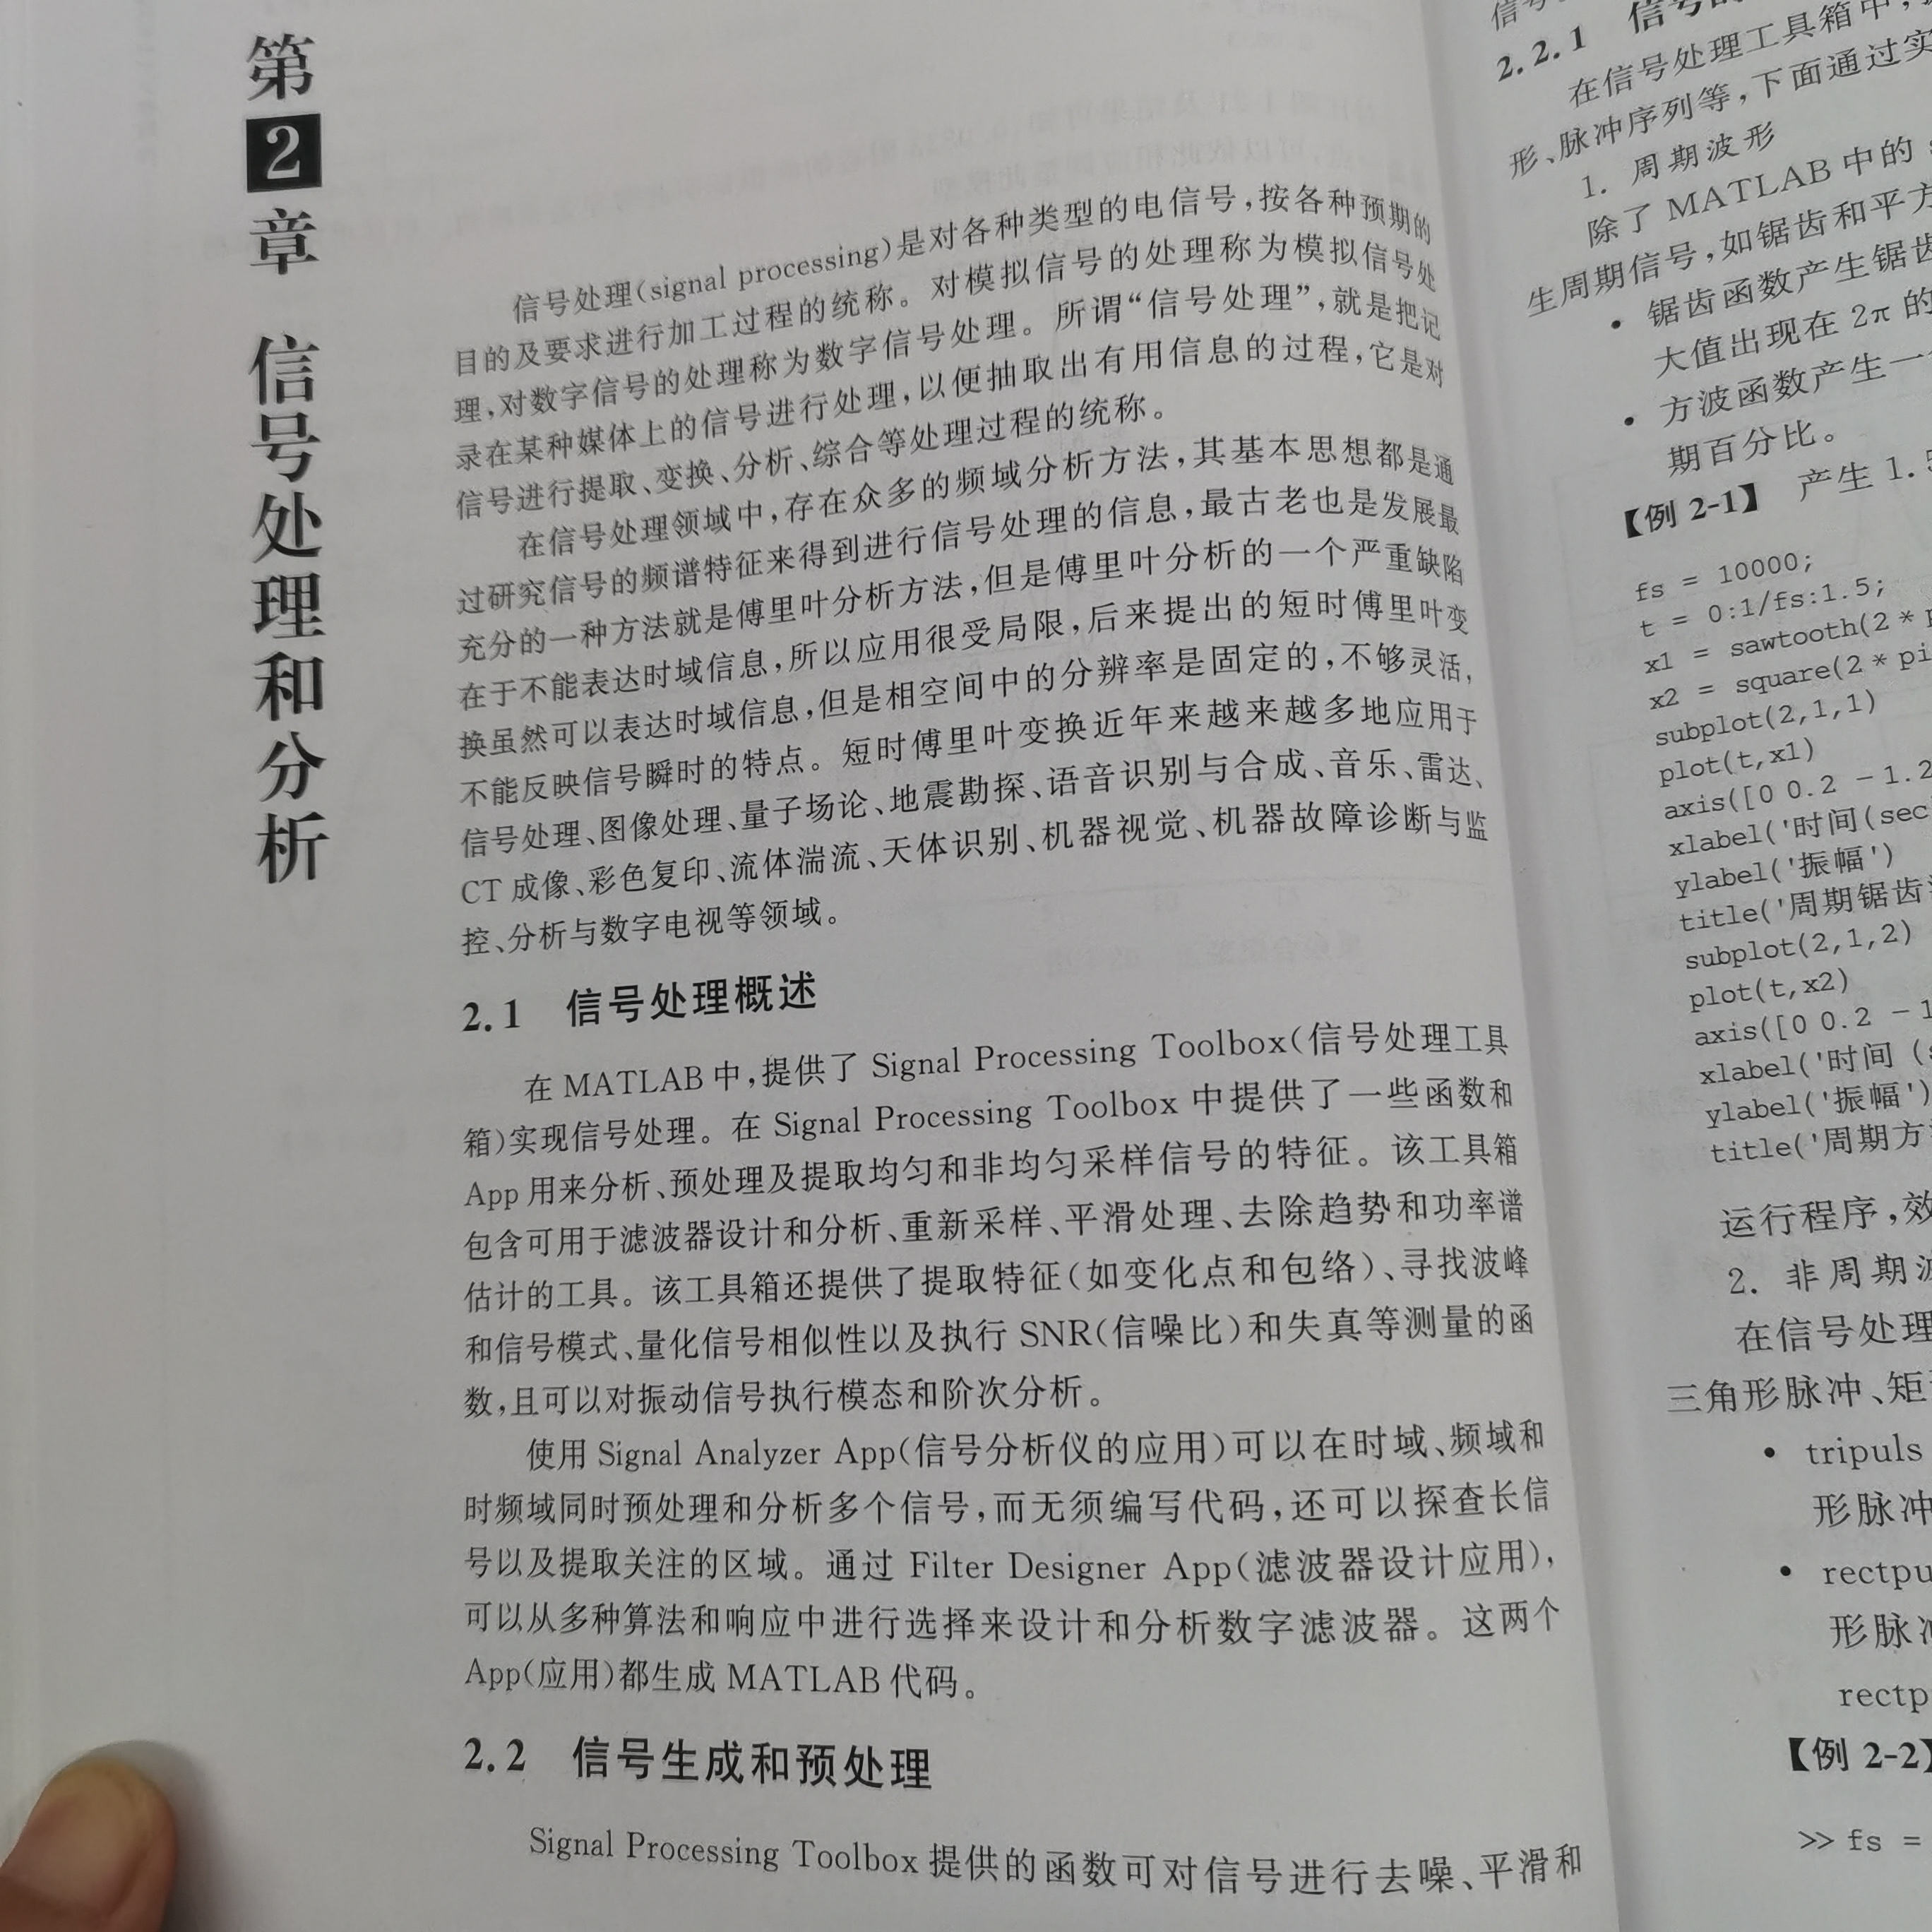 第2章 信号处理和分析
信号处理(signal processing)是对各种类型的电信号,按各种预期的
目的及要求进行加工过程的统称。对模拟信号的处理称为模拟信号处
理,对数字信号的处理称为数字信号处理。所谓“信号处理”,就是把记
录在某种媒体上的信号进行处理,以便抽取出有用信息的过程,它是对
信号进行提取、变换、分析、综合等处理过程的统称。
在信号处理领域中,存在众多的频域分析方法,其基本思想都是通
过研究信号的频谱特征来得到进行信号处理的信息,最古老也是发展最
充分的一种方法就是傅里叶分析方法,但是傅里叶分析的一个严重缺陷
在于不能表达时域信息,所以应用很受局限,后来提出的短时傅里叶变
换虽然可以表达时域信息,但是相空间中的分辨率是固定的,不够灵活,
不能反映信号瞬时的特点。短时傅里叶变换近年来越来越多地应用于
信号处理、图像处理、量子场论、地震勘探、语音识别与合成、音乐、雷达、
CT 成像、彩色复印、流体湍流、天体识别、机器视觉、机器故障诊断与监
控、分析与数字电视等领域。
2.1 信号处理概述
在 MATLAB 中,提供了 Signal Processing Toolbox(信号处理工具
箱)实现信号处理。在 Signal Processing Toolbox 中提供了一些函数和
App 用来分析、预处理及提取均匀和非均匀采样信号的特征。该工具箱
包含可用于滤波器设计和分析、重新采样、平滑处理、去除趋势和功率谱
估计的工具。该工具箱还提供了提取特征(如变化点和包络)、寻找波峰
和信号模式、量化信号相似性以及执行 SNR(信噪比)和失真等测量的函
数,且可以对振动信号执行模态和阶次分析。
使用 Signal Analyzer App(信号分析仪的应用)可以在时域、频域和
时频域同时预处理和分析多个信号,而无须编写代码,还可以探查长信
号以及提取关注的区域。通过 Filter Designer App(滤波器设计应用),
可以从多种算法和响应中进行选择来设计和分析数字滤波器。这两个
App(应用)都生成 MATLAB 代码。
2.2 信号生成和预处理
Signal Processing Toolbox 提供的函数可对信号进行去噪、平滑和
信号
2.2.1 信号的
在信号处理工具箱中,
形、脉冲序列等,下面通过实
1. 周期波形
除了 MATLAB 中的 s
生周期信号,如锯齿和平方
• 锯齿函数产生锯齿
大值出现在 2π 的
• 方波函数产生一
期百分比。
【例 2-1】 产生 1.5
fs = 10000;
t = 0:1/fs:1.5;
x1 = sawtooth(2 * p
x2 = square(2 * pi
subplot(2,1,1)
plot(t,x1)
axis([0 0.2 -1.2
xlabel('时间(sec
ylabel('振幅')
title('周期锯齿
subplot(2,1,2)
plot(t,x2)
axis([0 0.2 -1
xlabel('时间 (s
ylabel('振幅')
title('周期方
运行程序,效
2. 非周期波
在信号处理
三角形脉冲、矩
• tripuls
形脉冲
• rectpu
形脉冲
rectp
【例 2-2】
>> fs =